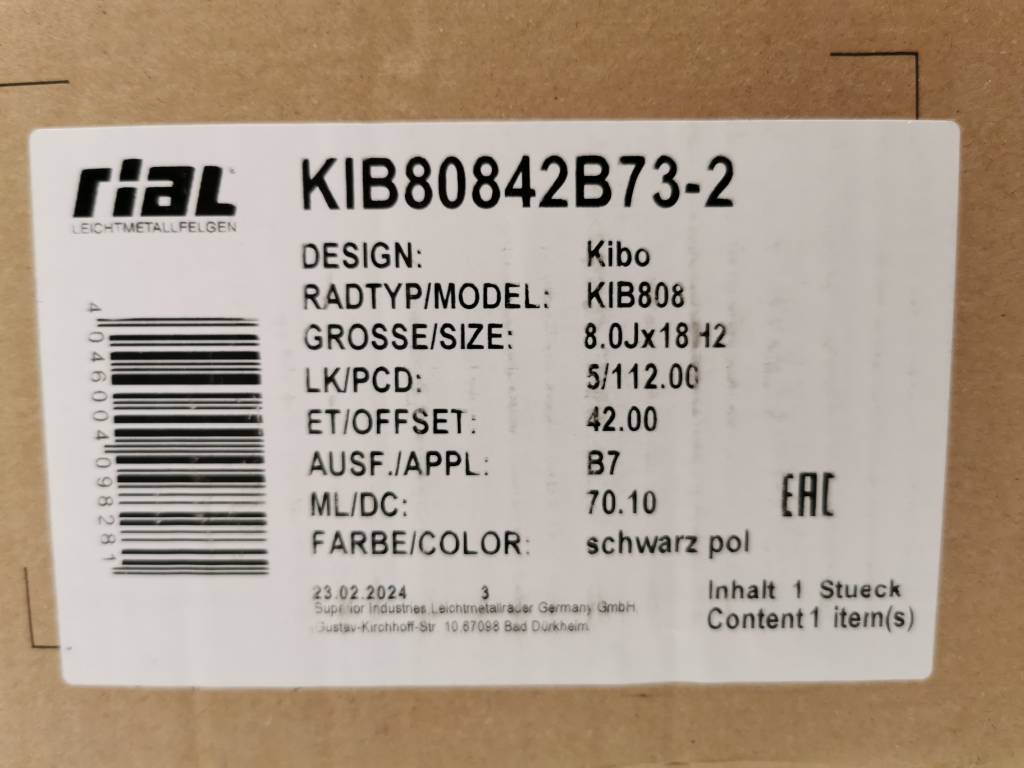 rial
LEICHTMETALLFELGEN
KIB80842B73-2
DESIGN: Kibo
RADTYP/MODEL: KIB808
GROSSE/SIZE: 8.0Jx18H2
LK/PCD: 5/112.00
ET/OFFSET: 42.00
AUSF./APPL: B7
ML/DC: 70.10
FARBE/COLOR: schwarz pol
4046004098281
EAC
23.02.2024 3
Superior Industries Leichtmetallräder Germany GmbH
Gustav-Kirchhoff-Str 10.67098 Bad Dürkheim
Inhalt 1 Stueck
Content 1 item(s)